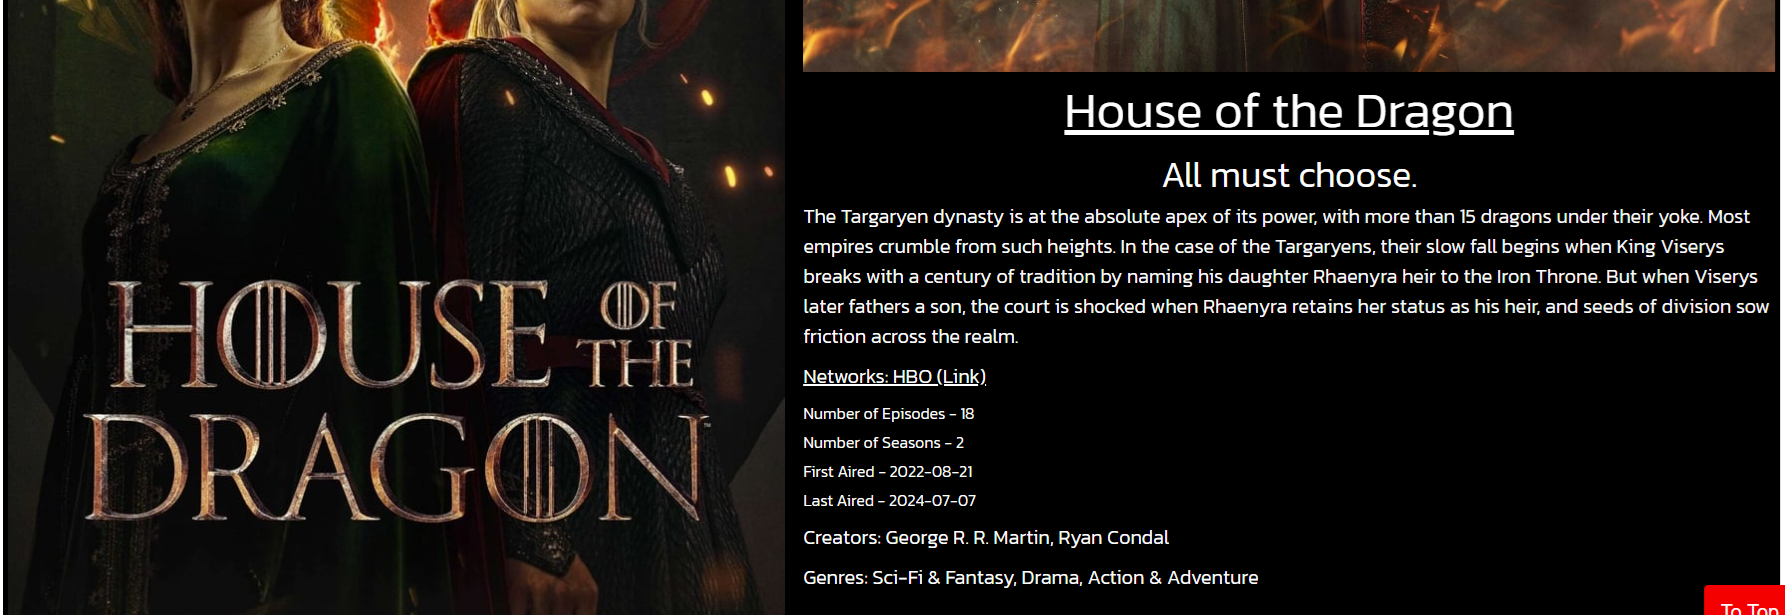 HOUSE OF
THE
DRAGON™
House of the Dragon
All must choose.
The Targaryen dynasty is at the absolute apex of its power, with more than 15 dragons under their yoke. Most
empires crumble from such heights. In the case of the Targaryens, their slow fall begins when King Viserys
breaks with a century of tradition by naming his daughter Rhaenyra heir to the Iron Throne. But when Viserys
later fathers a son, the court is shocked when Rhaenyra retains her status as his heir, and seeds of division sow
friction across the realm.
Networks: HBO (Link)
Number of Episodes - 18
Number of Seasons - 2
First Aired - 2022-08-21
Last Aired - 2024-07-07
Creators: George R. R. Martin, Ryan Condal
Genres: Sci-Fi & Fantasy, Drama, Action & Adventure
To Top